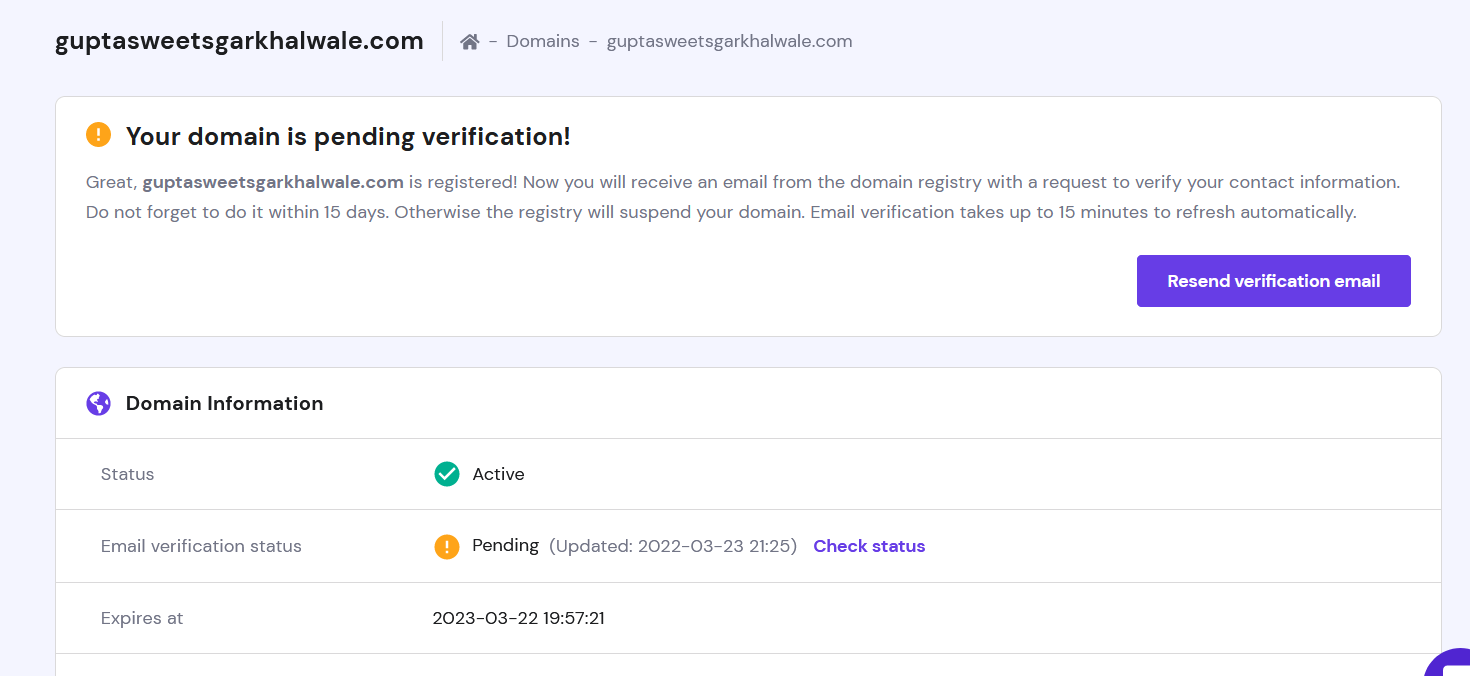 guptasweetsgarkhalwale.com - Domains - guptasweetsgarkhalwale.com
Your domain is pending verification!
Great, guptasweetsgarkhalwale.com is registered! Now you will receive an email from the domain registry with a request to verify your contact information.
Do not forget to do it within 15 days. Otherwise the registry will suspend your domain. Email verification takes up to 15 minutes to refresh automatically.
Resend verification email
Domain Information
Status Active
Email verification status Pending (Updated: 2022-03-23 21:25) Check status
Expires at 2023-03-22 19:57:21